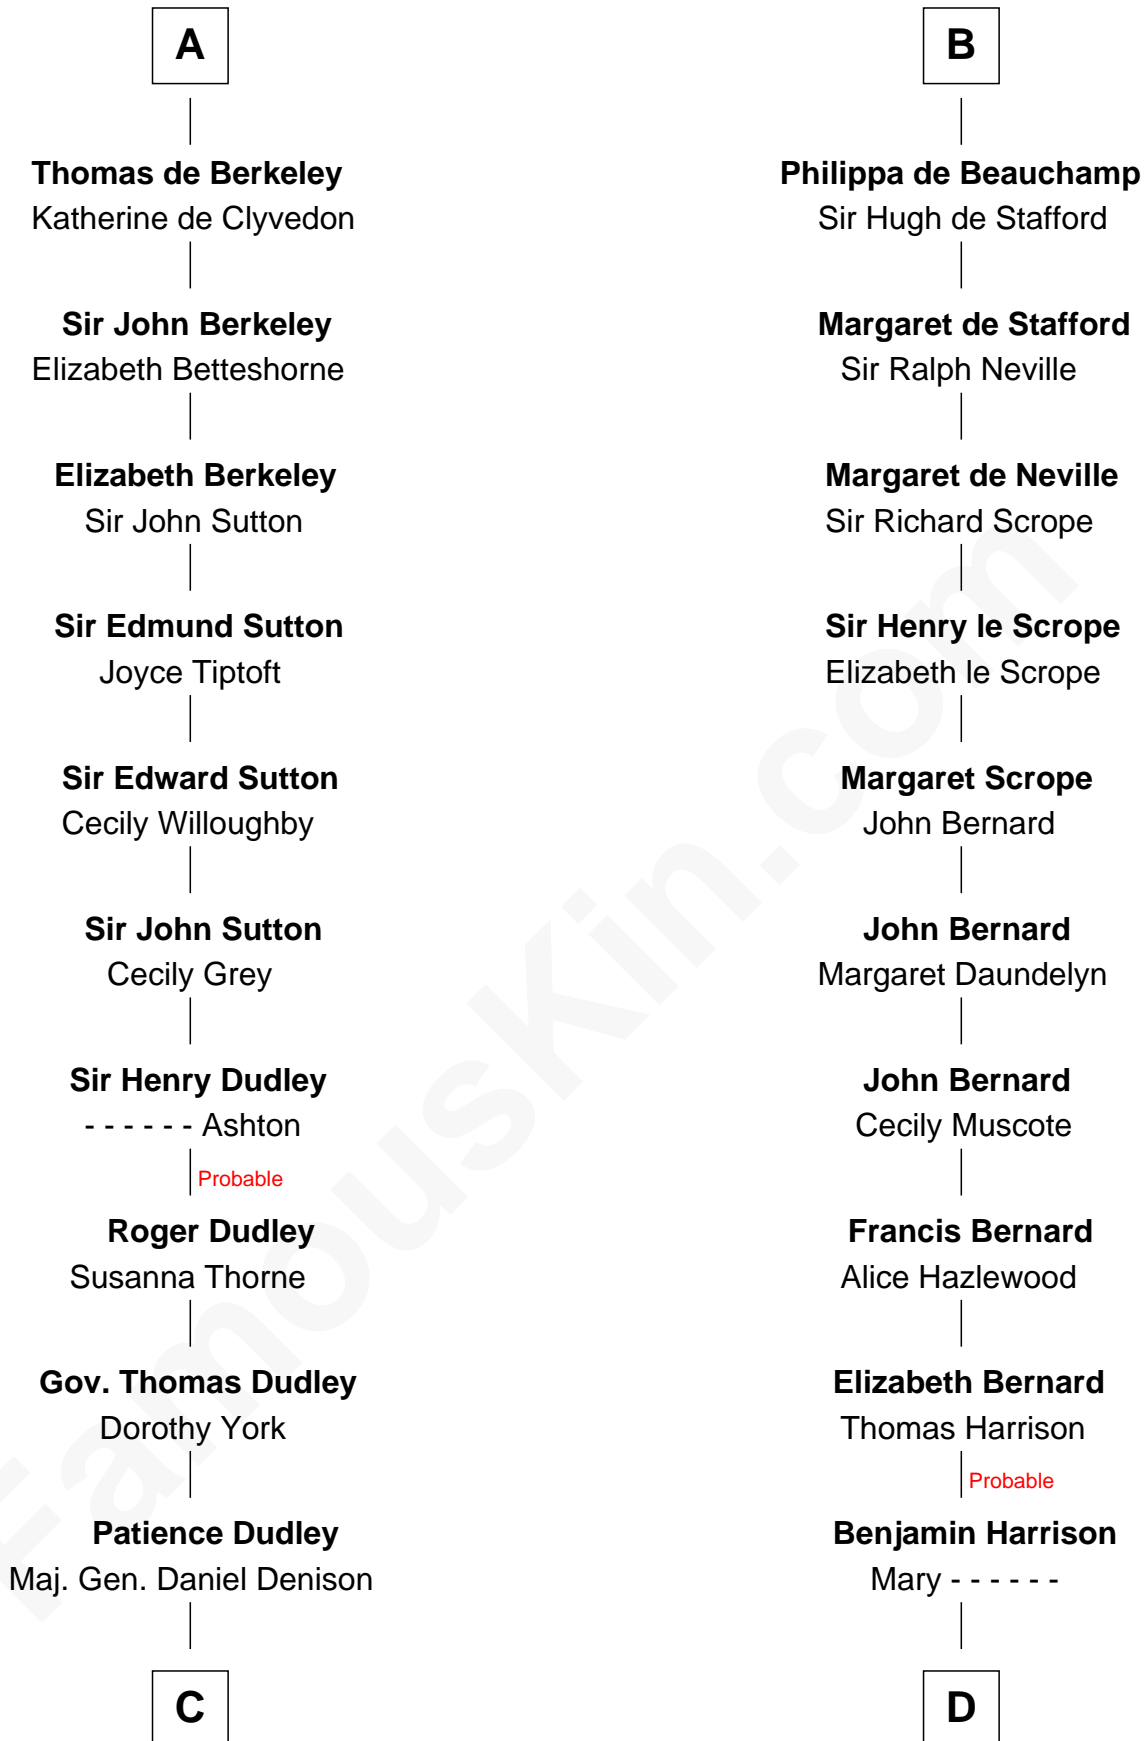 A
Thomas de Berkeley
Katherine de Clyvedon
Sir John Berkeley
Elizabeth Betteshorne
Elizabeth Berkeley
Sir John Sutton
Sir Edmund Sutton
Joyce Tiptoft
Sir Edward Sutton
Cecily Willoughby
Sir John Sutton
Cecily Grey
Sir Henry Dudley
- - - - - - Ashton
Probable
Roger Dudley
Susanna Thorne
Gov. Thomas Dudley
Dorothy York
Patience Dudley
Maj. Gen. Daniel Denison
C
B
Philippa de Beauchamp
Sir Hugh de Stafford
Margaret de Stafford
Sir Ralph Neville
Margaret de Neville
Sir Richard Scrope
Sir Henry le Scrope
Elizabeth le Scrope
Margaret Scrope
John Bernard
John Bernard
Margaret Daundelyn
John Bernard
Cecily Muscote
Francis Bernard
Alice Hazlewood
Elizabeth Bernard
Thomas Harrison
Probable
Benjamin Harrison
Mary - - - - - -
D
FamousKin.com